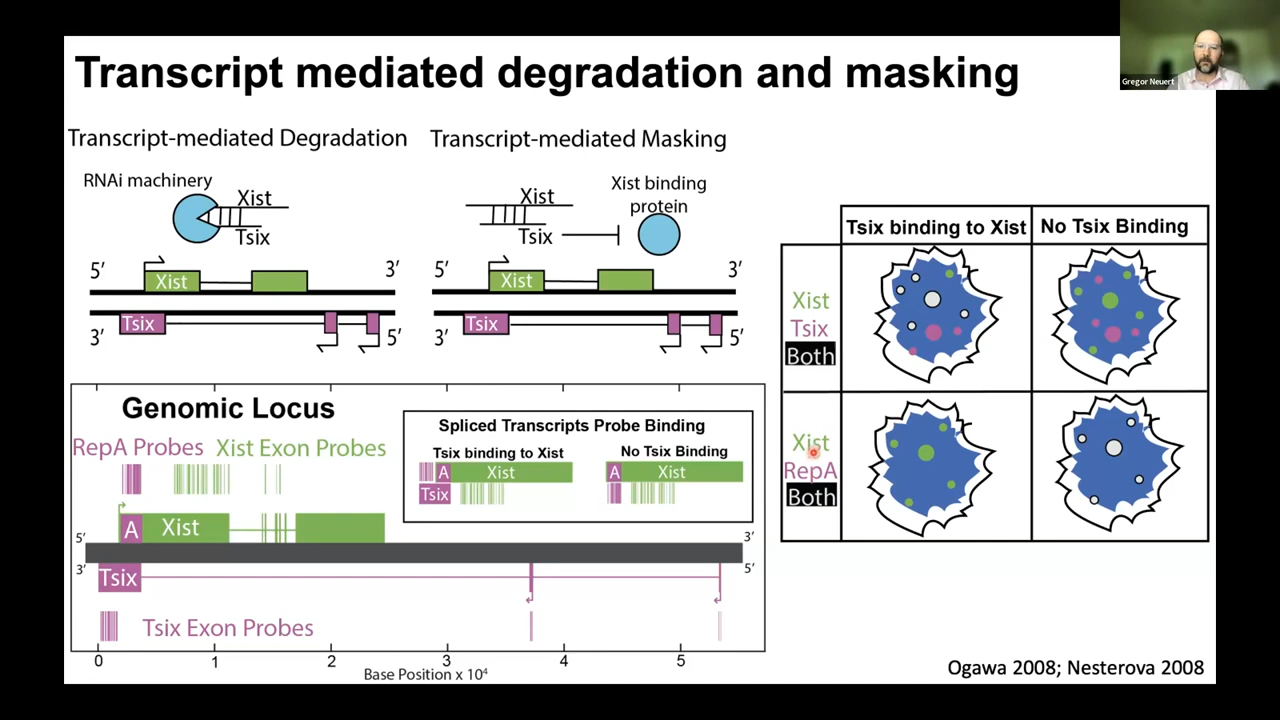 Transcript mediated degradation and masking
Gregor Neuert
Transcript-mediated Degradation
RNAi machinery
Xist
Tsix
5’
3’
Xist
Tsix
3’
5’
Transcript-mediated Masking
Xist
Tsix
Xist binding
protein
5’
3’
Xist
Tsix
3’
5’
Tsix binding to Xist
No Tsix Binding
Xist
Tsix
Both
Xist
RepA
Both
Genomic Locus
RepA Probes
Xist Exon Probes
Spliced Transcripts Probe Binding
Tsix binding to Xist
No Tsix Binding
A
Xist
Tsix
A
Xist
A
Xist
5’
3’
3’
5’
Tsix
Tsix Exon Probes
0
1
2
3
4
5
Base Position x 10⁴
Ogawa 2008; Nesterova 2008